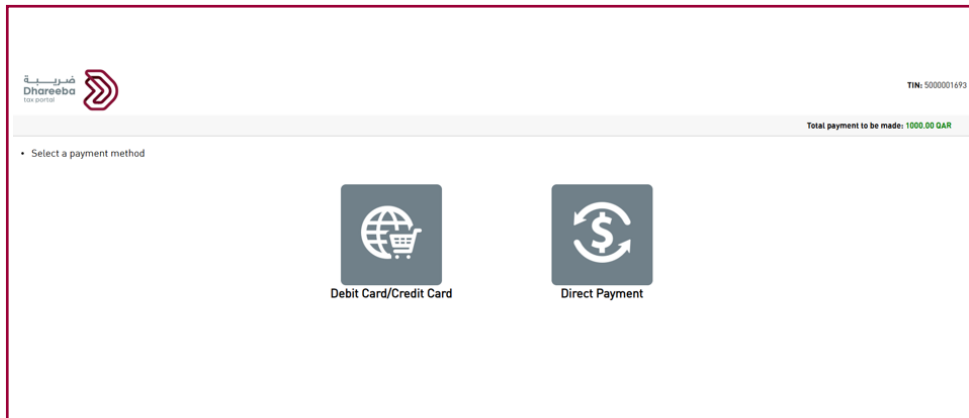 ضريبة
Dhareeba
tax portal
TIN: 5000001693
Total payment to be made: 1000.00 QAR
• Select a payment method
Debit Card/Credit Card
Direct Payment